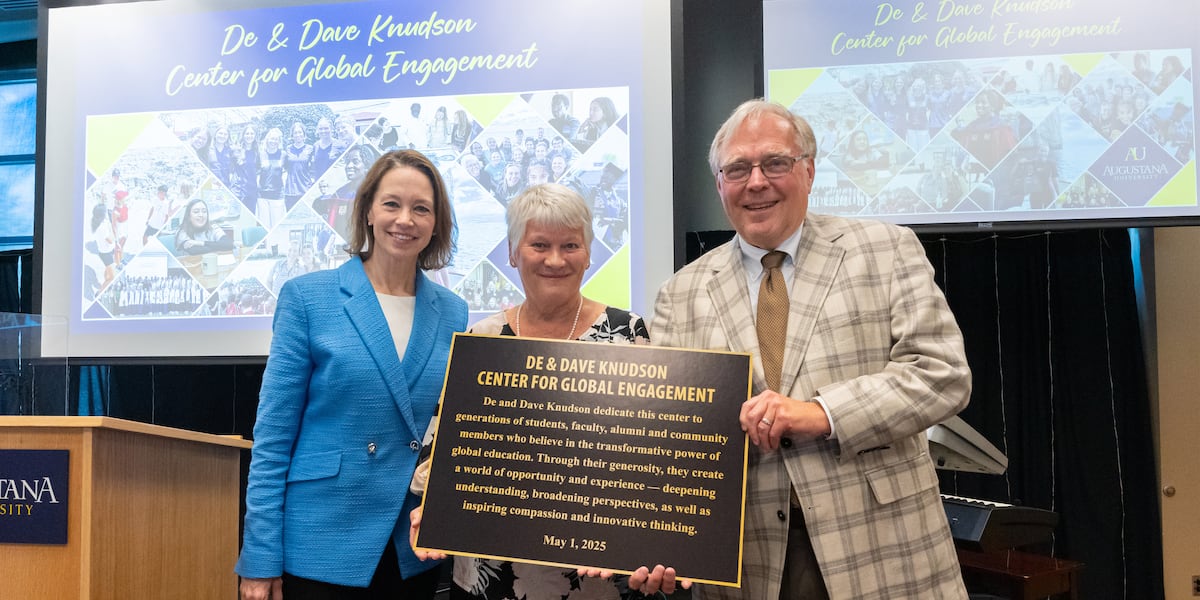 De & Dave Knudson
Center for Global Engagement
De & Dave Knudson
Center for Global Engagement
AU
AUGUSTANA
UNIVERSITY
DE & DAVE KNUDSON
CENTER FOR GLOBAL ENGAGEMENT
De and Dave Knudson dedicate this center to
generations of students, faculty, alumni and community
members who believe in the transformative power of
global education. Through their generosity, they create
a world of opportunity and experience — deepening
understanding, broadening perspectives, as well as
inspiring compassion and innovative thinking.
May 1, 2025
STANA
SITY